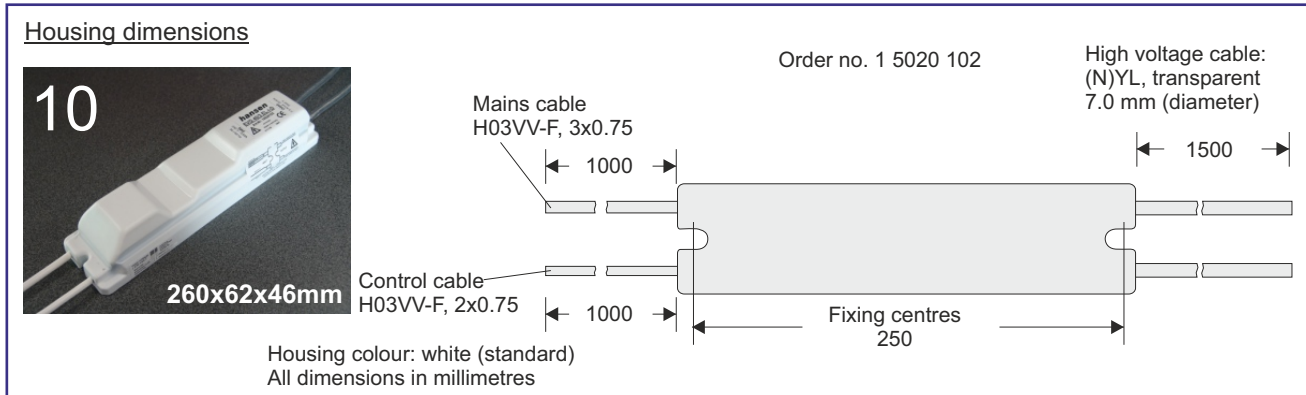 Housing dimensions
10
hansen
260x62x46mm
Order no. 1 5020 102
High voltage cable:
(N)YL, transparent
7.0 mm (diameter)
Mains cable
H03VV-F, 3x0.75
1000
1500
Control cable
H03VV-F, 2x0.75
1000
Fixing centres
250
Housing colour: white (standard)
All dimensions in millimetres